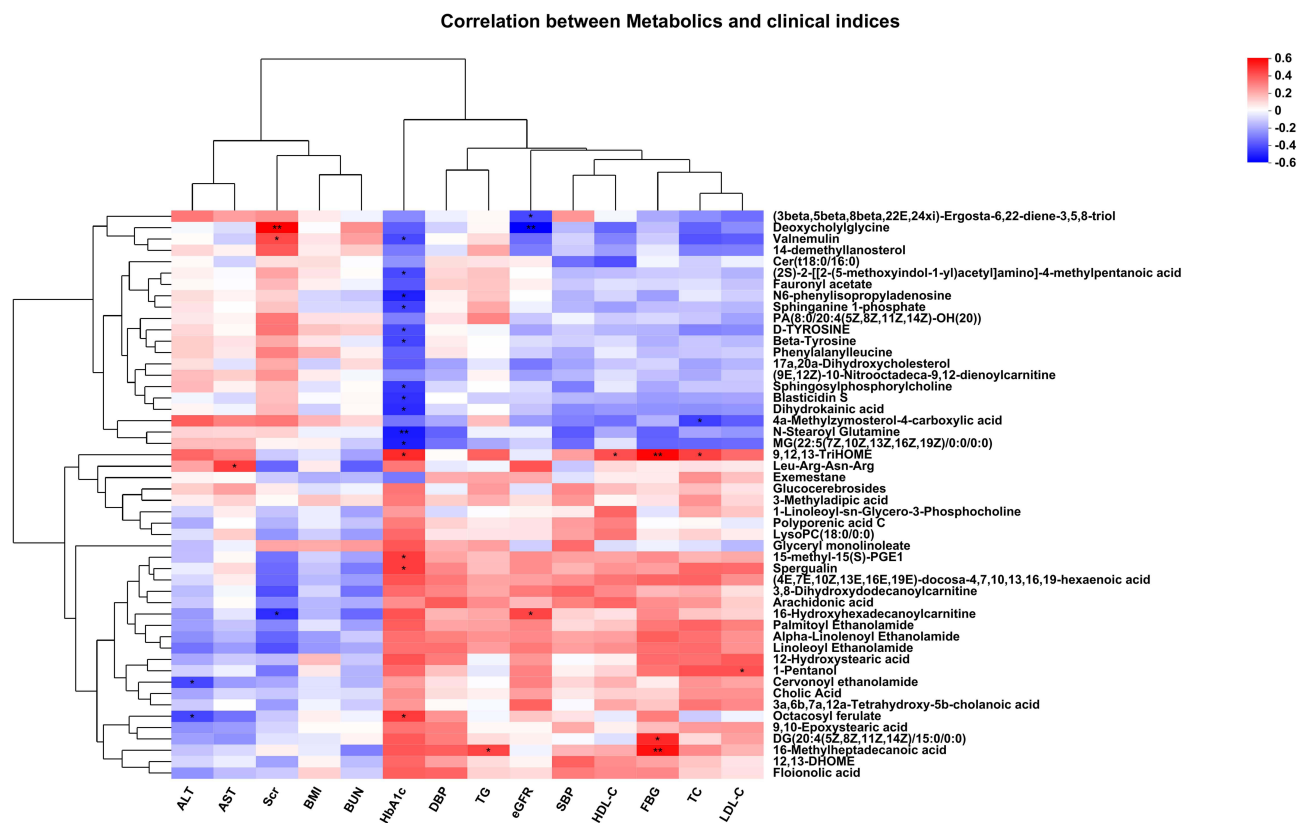 Correlation between Metabolics and clinical indices
0.6
0.4
0.2
0
-0.2
-0.4
-0.6
* (3beta,5beta,8beta,22E,24xi)-Ergosta-6,22-diene-3,5,8-triol
** ** Deoxycholylglycine
* * Valnemulin
14-demethyllanosterol
Cer(t18:0/16:0)
* (2S)-2-[[2-(5-methoxyindol-1-yl)acetyl]amino]-4-methylpentanoic acid
Fauronyl acetate
* N6-phenylisopropyladenosine
* Sphinganine 1-phosphate
PA(8:0/20:4(5Z,8Z,11Z,14Z)-OH(20))
* D-TYROSINE
* Beta-Tyrosine
Phenylalanylleucine
17a,20a-Dihydroxycholesterol
(9E,12Z)-10-Nitrooctadeca-9,12-dienoylcarnitine
* Sphingosylphosphorylcholine
* Blasticidin S
* Dihydrokainic acid
* 4a-Methylzymosterol-4-carboxylic acid
** N-Stearoyl Glutamine
* MG(22:5(7Z,10Z,13Z,16Z,19Z)/0:0/0:0)
* * ** * 9,12,13-TriHOME
* Leu-Arg-Asn-Arg
Exemestane
Glucocerebrosides
3-Methyladipic acid
1-Linoleoyl-sn-Glycero-3-Phosphocholine
Polyporenic acid C
LysoPC(18:0/0:0)
Glyceryl monolinoleate
* 15-methyl-15(S)-PGE1
* Spergualin
(4E,7E,10Z,13E,16E,19E)-docosa-4,7,10,13,16,19-hexaenoic acid
3,8-Dihydroxydodecanoylcarnitine
Arachidonic acid
* * 16-Hydroxyhexadecanoylcarnitine
Palmitoyl Ethanolamide
Alpha-Linolenoyl Ethanolamide
Linoleoyl Ethanolamide
12-Hydroxystearic acid
* 1-Pentanol
* Cervonoyl ethanolamide
Cholic Acid
3a,6b,7a,12a-Tetrahydroxy-5b-cholanoic acid
* * Octacosyl ferulate
9,10-Epoxystearic acid
* DG(20:4(5Z,8Z,11Z,14Z)/15:0/0:0)
* ** 16-Methylheptadecanoic acid
12,13-DHOME
Floionolic acid
ALT AST Scr BMI BUN HbA1c DBP TG eGFR SBP HDL-C FBG TC LDL-C